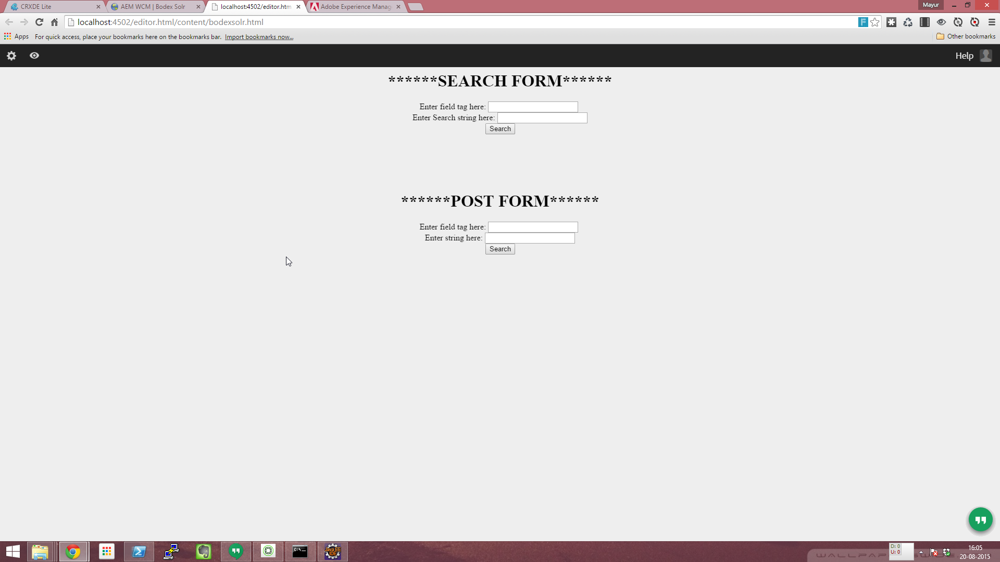 CRXDE Lite
AEM WCM | Bodex Solr
localhost:4502/editor.htm
Adobe Experience Manag
Mayur
localhost:4502/editor.html/content/bodexsolr.html
Apps
For quick access, place your bookmarks here on the bookmarks bar. Import bookmarks now...
Other bookmarks
Help
******SEARCH FORM******
Enter field tag here:
Enter Search string here:
Search
******POST FORM******
Enter field tag here:
Enter string here:
Search
C:\_
Java EE
IDE
D: 0
U: 0
16:05
20-08-2015